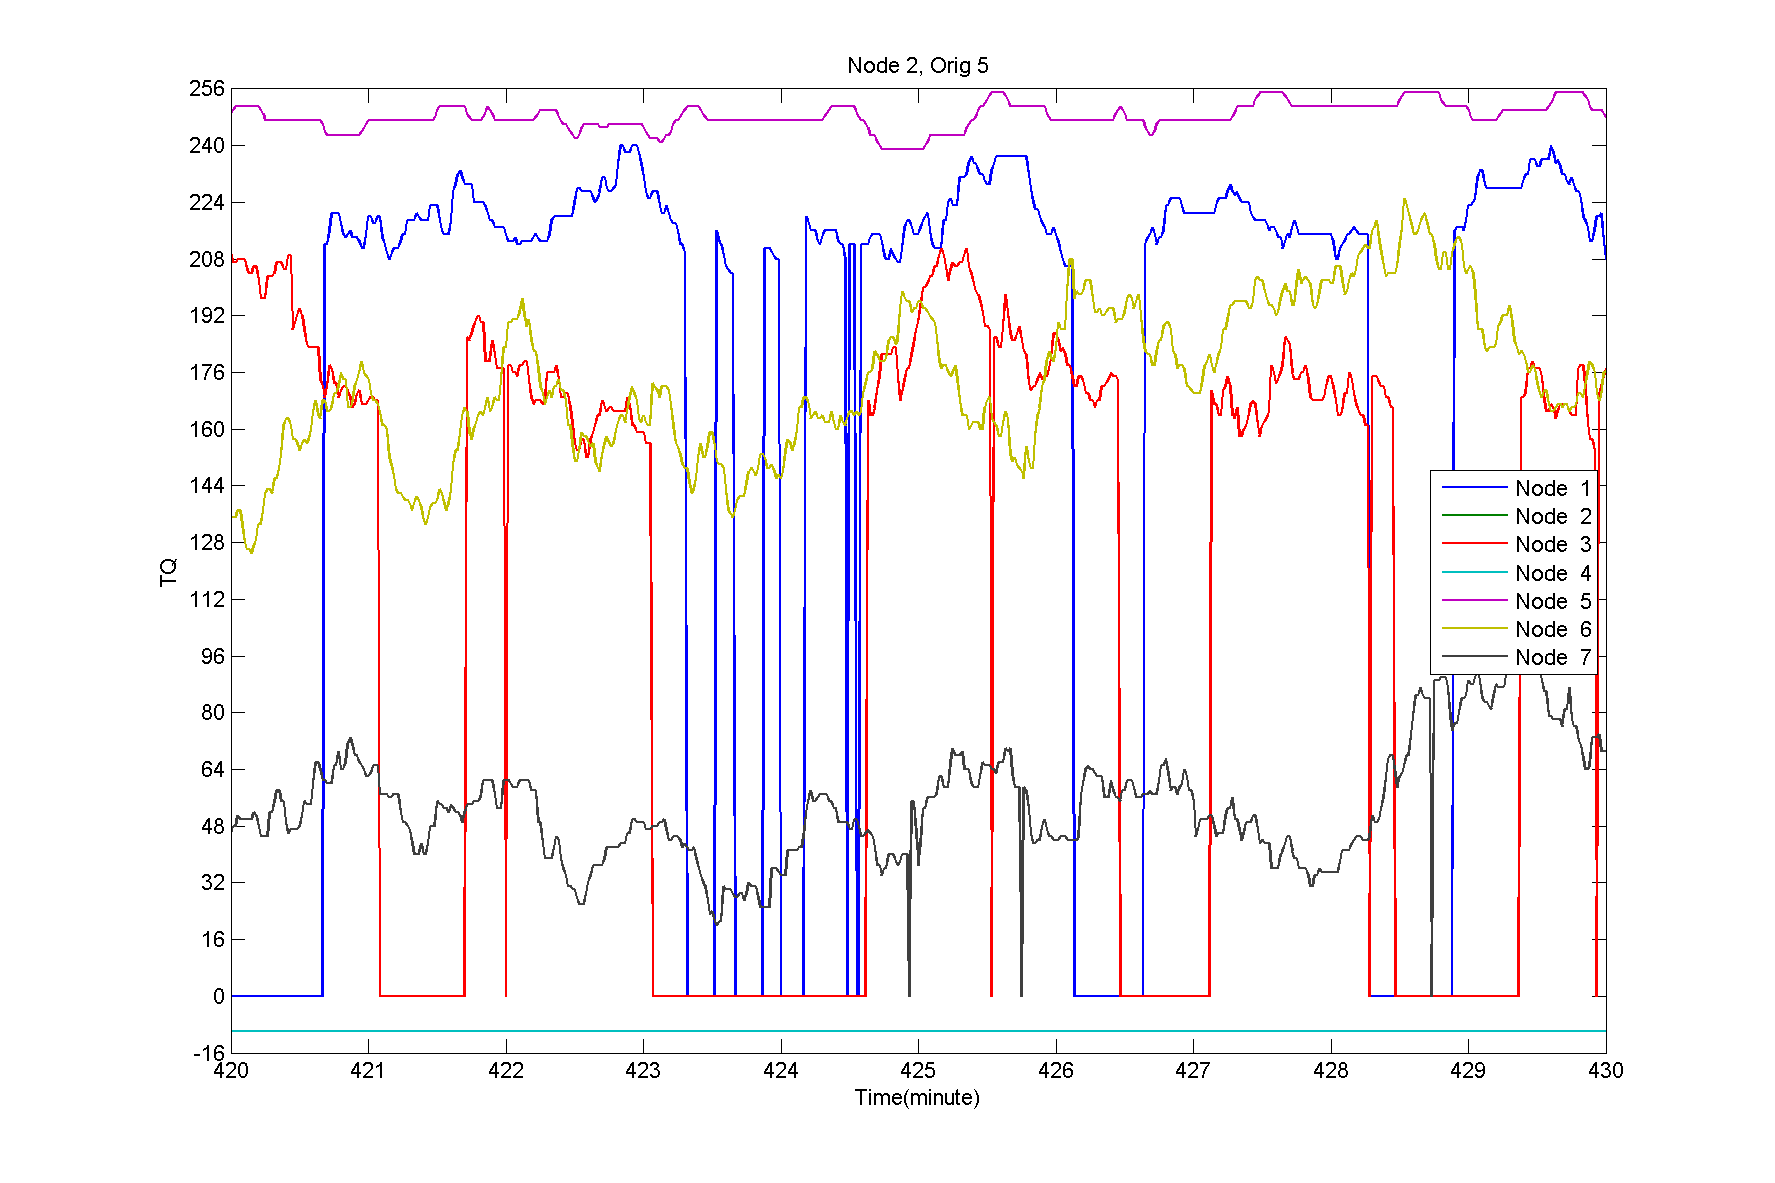 Node 2, Orig 5
256
240
224
208
192
176
160
144
128
112
96
80
64
48
32
16
0
-16
TQ
Node 1
Node 2
Node 3
Node 4
Node 5
Node 6
Node 7
420 421 422 423 424 425 426 427 428 429 430
Time(minute)